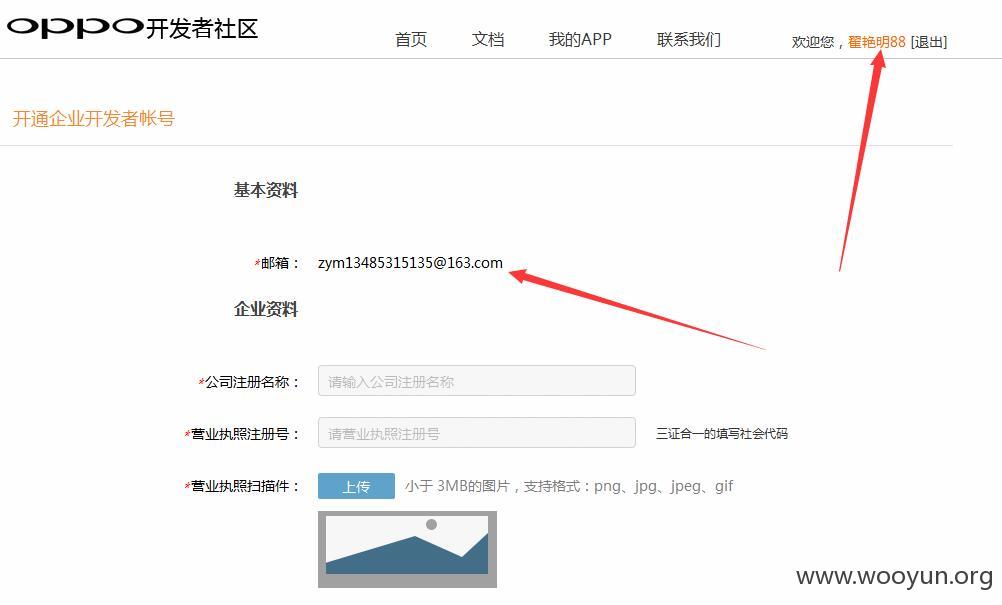 oppo开发者社区
首页 文档 我的APP 联系我们 欢迎您，翟艳明88 [退出]
开通企业开发者帐号
基本资料
*邮箱： zym13485315135@163.com
企业资料
*公司注册名称： 请输入公司注册名称
*营业执照注册号： 请营业执照注册号 三证合一的填写社会代码
*营业执照扫描件： 上传 小于 3MB的图片，支持格式：png、jpg、jpeg、gif
www.wooyun.org